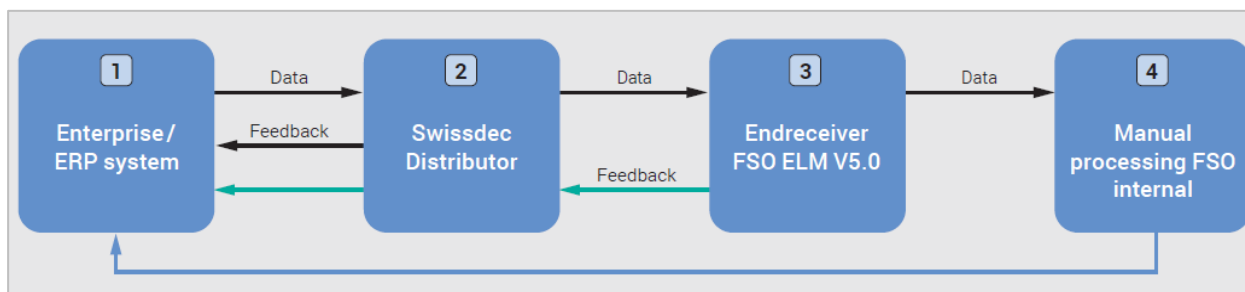 1
Enterprise/
ERP system
Data
Feedback
2
Swissdec
Distributor
Data
Feedback
3
Endreceiver
FSO ELM V5.0
Data
4
Manual
processing FSO
internal